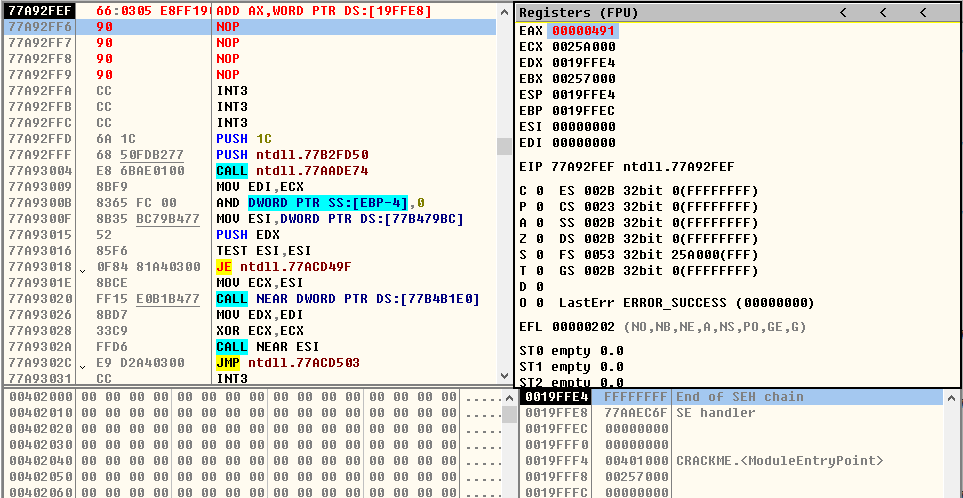 77A92FEF 66:0305 E8FF19( ADD AX,WORD PTR DS:[19FFE8]
77A92FF6 90 NOP
77A92FF7 90 NOP
77A92FF8 90 NOP
77A92FF9 90 NOP
77A92FFA CC INT3
77A92FFB CC INT3
77A92FFC CC INT3
77A92FFD 6A 1C PUSH 1C
77A92FFF 68 50FDB277 PUSH ntdll.77B2FD50
77A93004 E8 6BAE0100 CALL ntdll.77AADE74
77A93009 8BF9 MOV EDI,ECX
77A9300B 8365 FC 00 AND DWORD PTR SS:[EBP-4],0
77A9300F 8B35 BC79B477 MOV ESI,DWORD PTR DS:[77B479BC]
77A93015 52 PUSH EDX
77A93016 85F6 TEST ESI,ESI
77A93018 0F84 81A40300 JE ntdll.77ACD49F
77A9301E 8BCE MOV ECX,ESI
77A93020 FF15 E0B1B477 CALL NEAR DWORD PTR DS:[77B4B1E0]
77A93026 8BD7 MOV EDX,EDI
77A93028 33C9 XOR ECX,ECX
77A9302A FFD6 CALL NEAR ESI
77A9302C E9 D2A40300 JMP ntdll.77ACD503
77A93031 CC INT3
Registers (FPU) < < <
EAX 00000491
ECX 0025A000
EDX 0019FFE4
EBX 00257000
ESP 0019FFE4
EBP 0019FFEC
ESI 00000000
EDI 00000000
EIP 77A92FEF ntdll.77A92FEF
C 0 ES 002B 32bit 0(FFFFFFFF)
P 0 CS 0023 32bit 0(FFFFFFFF)
A 0 SS 002B 32bit 0(FFFFFFFF)
Z 0 DS 002B 32bit 0(FFFFFFFF)
S 0 FS 0053 32bit 25A000(FFF)
T 0 GS 002B 32bit 0(FFFFFFFF)
D 0
O 0 LastErr ERROR_SUCCESS (00000000)
EFL 00000202 (NO,NB,NE,A,NS,PO,GE,G)
ST0 empty 0.0
ST1 empty 0.0
ST2 empty 0.0
00402000 00 00 00 00 00 00 00 00 00 00 00 00 00 00 00 00 .....
00402010 00 00 00 00 00 00 00 00 00 00 00 00 00 00 00 00 .....
00402020 00 00 00 00 00 00 00 00 00 00 00 00 00 00 00 00 .....
00402030 00 00 00 00 00 00 00 00 00 00 00 00 00 00 00 00 .....
00402040 00 00 00 00 00 00 00 00 00 00 00 00 00 00 00 00 .....
00402050 00 00 00 00 00 00 00 00 00 00 00 00 00 00 00 00 .....
00402060 00 00 00 00 00 00 00 00 00 00 00 00 00 00 00 00 .....
0019FFE4 FFFFFFFF End of SEH chain
0019FFE8 77AAEC6F SE handler
0019FFEC 00000000
0019FFF0 00000000
0019FFF4 00401000 CRACKME.<ModuleEntryPoint>
0019FFF8 00257000
0019FFFC 00000000